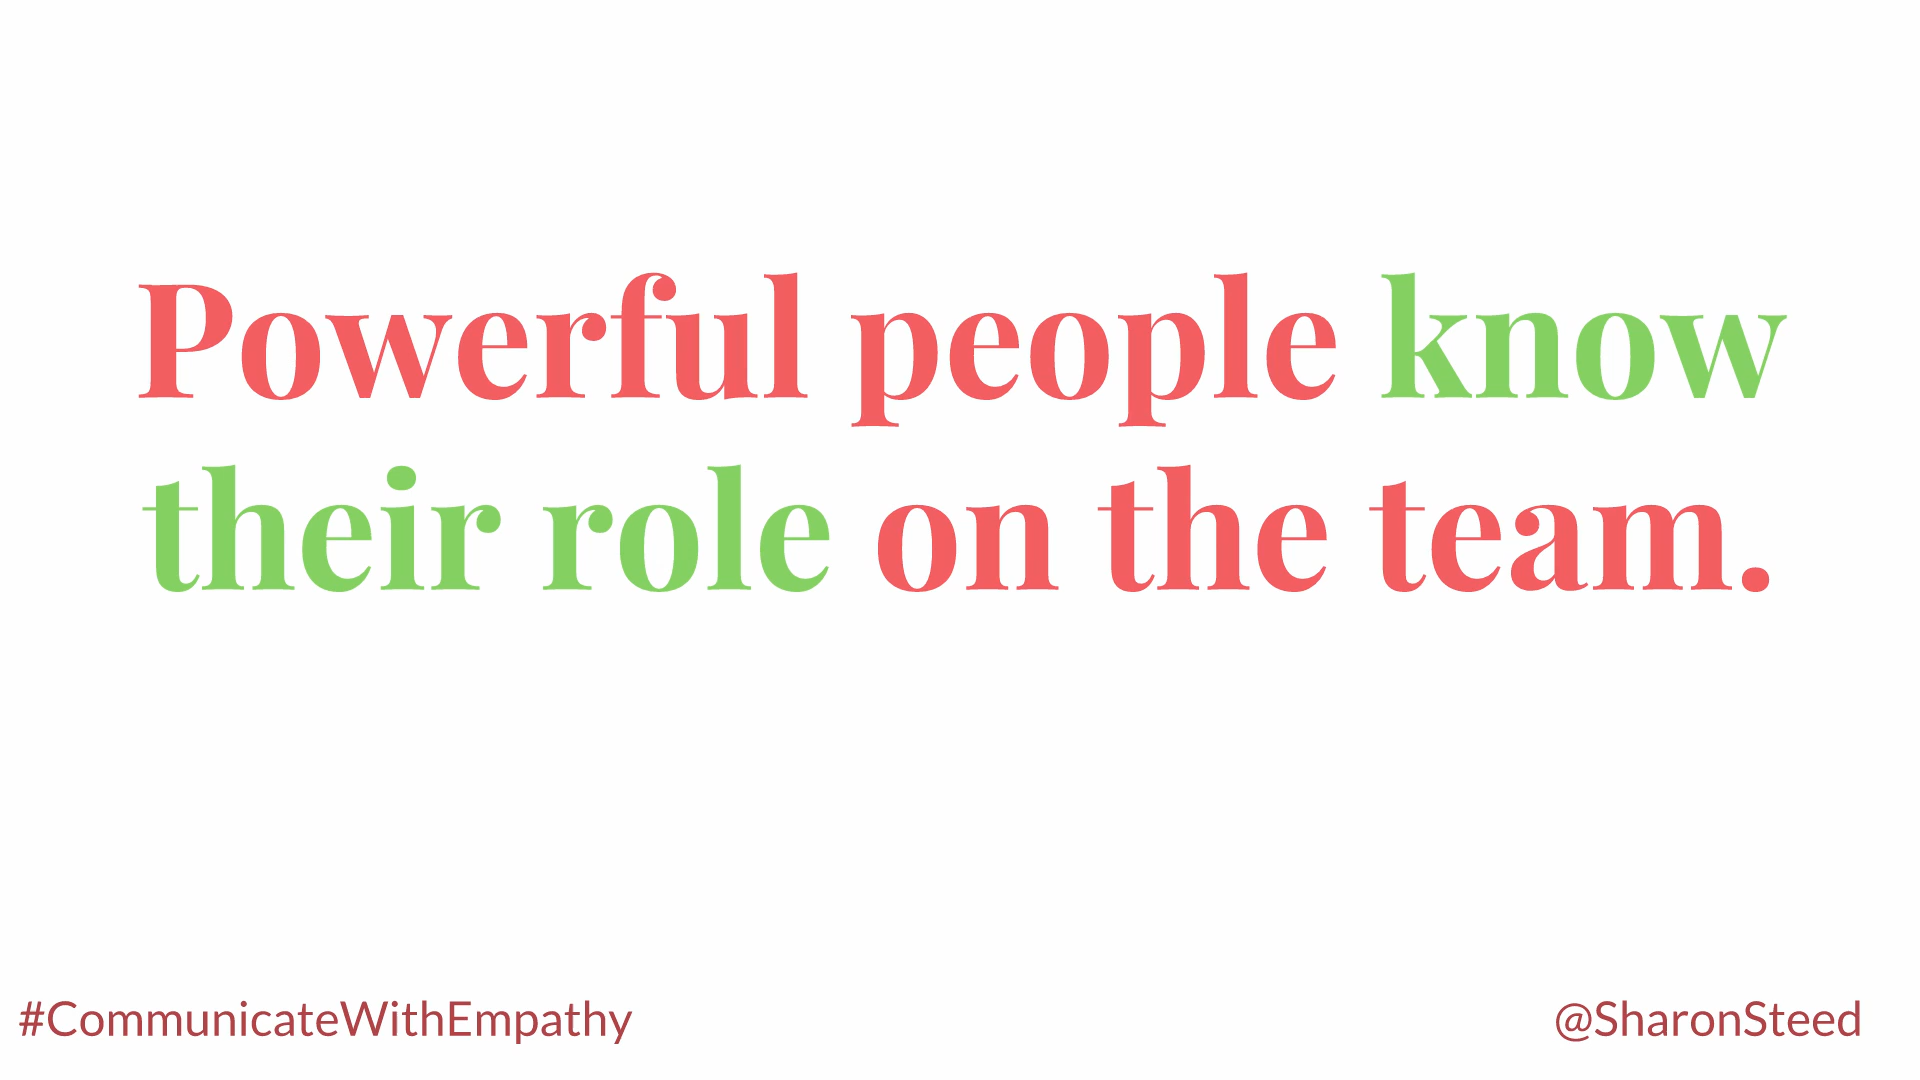 Powerful people know
their role on the team.
#CommunicateWithEmpathy
@SharonSteed